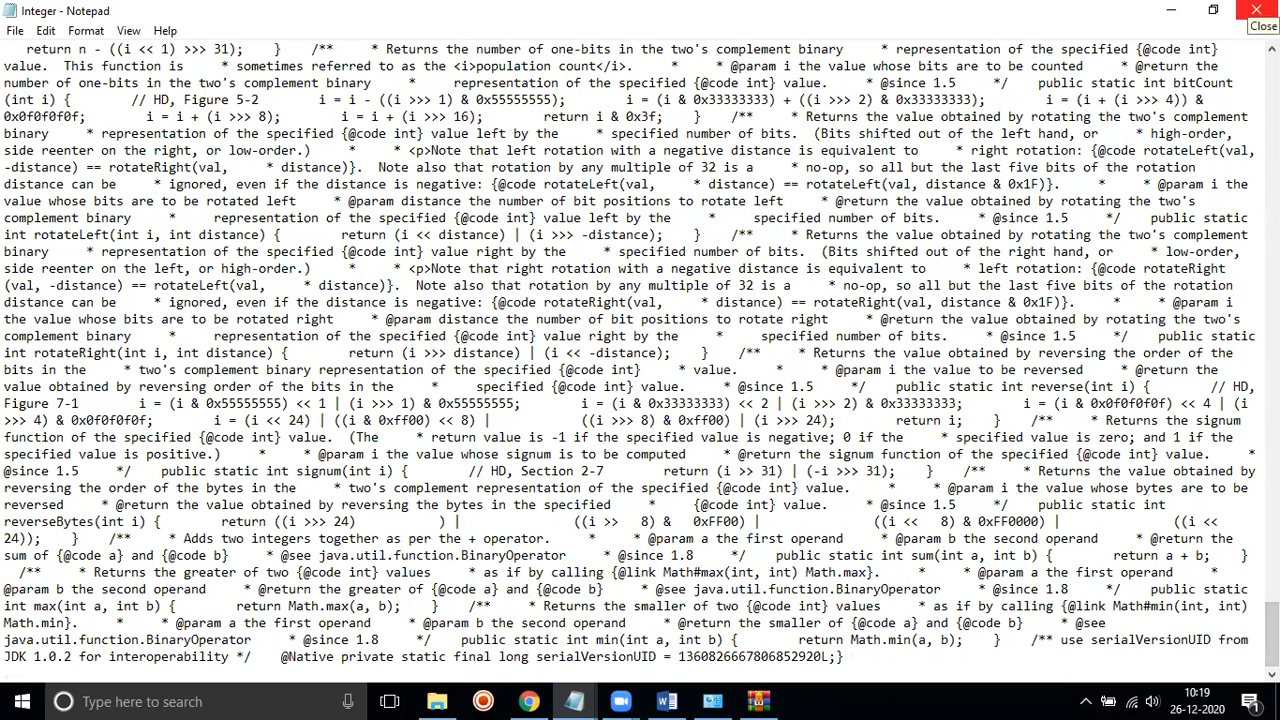 Integer - Notepad
Close
File Edit Format View Help
return n - ((i << 1) >>> 31);    }    /**     * Returns the number of one-bits in the two's complement binary     * representation of the specified {@code int}
value.  This function is     * sometimes referred to as the <i>population count</i>.     *     * @param i the value whose bits are to be counted     * @return the
number of one-bits in the two's complement binary     *     representation of the specified {@code int} value.     * @since 1.5     */    public static int bitCount
(int i) {        // HD, Figure 5-2        i = i - ((i >>> 1) & 0x55555555);        i = (i & 0x33333333) + ((i >>> 2) & 0x33333333);        i = (i + (i >>> 4)) &
0x0f0f0f0f;        i = i + (i >>> 8);        i = i + (i >>> 16);        return i & 0x3f;    }    /**     * Returns the value obtained by rotating the two's complement
binary     * representation of the specified {@code int} value left by the     * specified number of bits.  (Bits shifted out of the left hand, or     * high-order,
side reenter on the right, or low-order.)     *     * <p>Note that left rotation with a negative distance is equivalent to     * right rotation: {@code rotateLeft(val,
-distance) == rotateRight(val,     * distance)}.  Note also that rotation by any multiple of 32 is a     * no-op, so all but the last five bits of the rotation
distance can be     * ignored, even if the distance is negative: {@code rotateLeft(val,     * distance) == rotateLeft(val, distance & 0x1F)}.     *     * @param i the
value whose bits are to be rotated left     * @param distance the number of bit positions to rotate left     * @return the value obtained by rotating the two's
complement binary     *     representation of the specified {@code int} value left by the     *     specified number of bits.     * @since 1.5     */    public static
int rotateLeft(int i, int distance) {        return (i << distance) | (i >>> -distance);    }    /**     * Returns the value obtained by rotating the two's complement
binary     * representation of the specified {@code int} value right by the     * specified number of bits.  (Bits shifted out of the right hand, or     * low-order,
side reenter on the left, or high-order.)     *     * <p>Note that right rotation with a negative distance is equivalent to     * left rotation: {@code rotateRight
(val, -distance) == rotateLeft(val,     * distance)}.  Note also that rotation by any multiple of 32 is a     * no-op, so all but the last five bits of the rotation
distance can be     * ignored, even if the distance is negative: {@code rotateRight(val,     * distance) == rotateRight(val, distance & 0x1F)}.     *     * @param i
the value whose bits are to be rotated right     * @param distance the number of bit positions to rotate right     * @return the value obtained by rotating the two's
complement binary     *     representation of the specified {@code int} value right by the     *     specified number of bits.     * @since 1.5     */    public static
int rotateRight(int i, int distance) {        return (i >>> distance) | (i << -distance);    }    /**     * Returns the value obtained by reversing the order of the
bits in the     * two's complement binary representation of the specified {@code int}     * value.     *     * @param i the value to be reversed     * @return the
value obtained by reversing order of the bits in the     *     specified {@code int} value.     * @since 1.5     */    public static int reverse(int i) {        // HD,
Figure 7-1        i = (i & 0x55555555) << 1 | (i >>> 1) & 0x55555555;        i = (i & 0x33333333) << 2 | (i >>> 2) & 0x33333333;        i = (i & 0x0f0f0f0f) << 4 | (i
>>> 4) & 0x0f0f0f0f;        i = (i << 24) | ((i & 0xff00) << 8) |            ((i >>> 8) & 0xff00) | (i >>> 24);        return i;    }    /**     * Returns the signum
function of the specified {@code int} value.  (The     * return value is -1 if the specified value is negative; 0 if the     * specified value is zero; and 1 if the
specified value is positive.)     *     * @param i the value whose signum is to be computed     * @return the signum function of the specified {@code int} value.     *
@since 1.5     */    public static int signum(int i) {        // HD, Section 2-7        return (i >> 31) | (-i >>> 31);    }    /**     * Returns the value obtained by
reversing the order of the bytes in the     * two's complement representation of the specified {@code int} value.     *     * @param i the value whose bytes are to be
reversed     * @return the value obtained by reversing the bytes in the specified     *     {@code int} value.     * @since 1.5     */    public static int
reverseBytes(int i) {        return ((i >>> 24)           ) |               ((i >>   8) &   0xFF00) |               ((i <<   8) & 0xFF0000) |               ((i <<
24));    }    /**     * Adds two integers together as per the + operator.     *     * @param a the first operand     * @param b the second operand     * @return the
sum of {@code a} and {@code b}     * @see java.util.function.BinaryOperator     * @since 1.8     */    public static int sum(int a, int b) {        return a + b;    }
/**     * Returns the greater of two {@code int} values     * as if by calling {@link Math#max(int, int) Math.max}.     *     * @param a the first operand     *
@param b the second operand     * @return the greater of {@code a} and {@code b}     * @see java.util.function.BinaryOperator     * @since 1.8     */    public static
int max(int a, int b) {        return Math.max(a, b);    }    /**     * Returns the smaller of two {@code int} values     * as if by calling {@link Math#min(int, int)
Math.min}.     *     * @param a the first operand     * @param b the second operand     * @return the smaller of {@code a} and {@code b}     * @see
java.util.function.BinaryOperator     * @since 1.8     */    public static int min(int a, int b) {        return Math.min(a, b);    }    /** use serialVersionUID from
JDK 1.0.2 for interoperability */    @Native private static final long serialVersionUID = 1360826667806852920L;}
Type here to search
10:19
26-12-2020
1